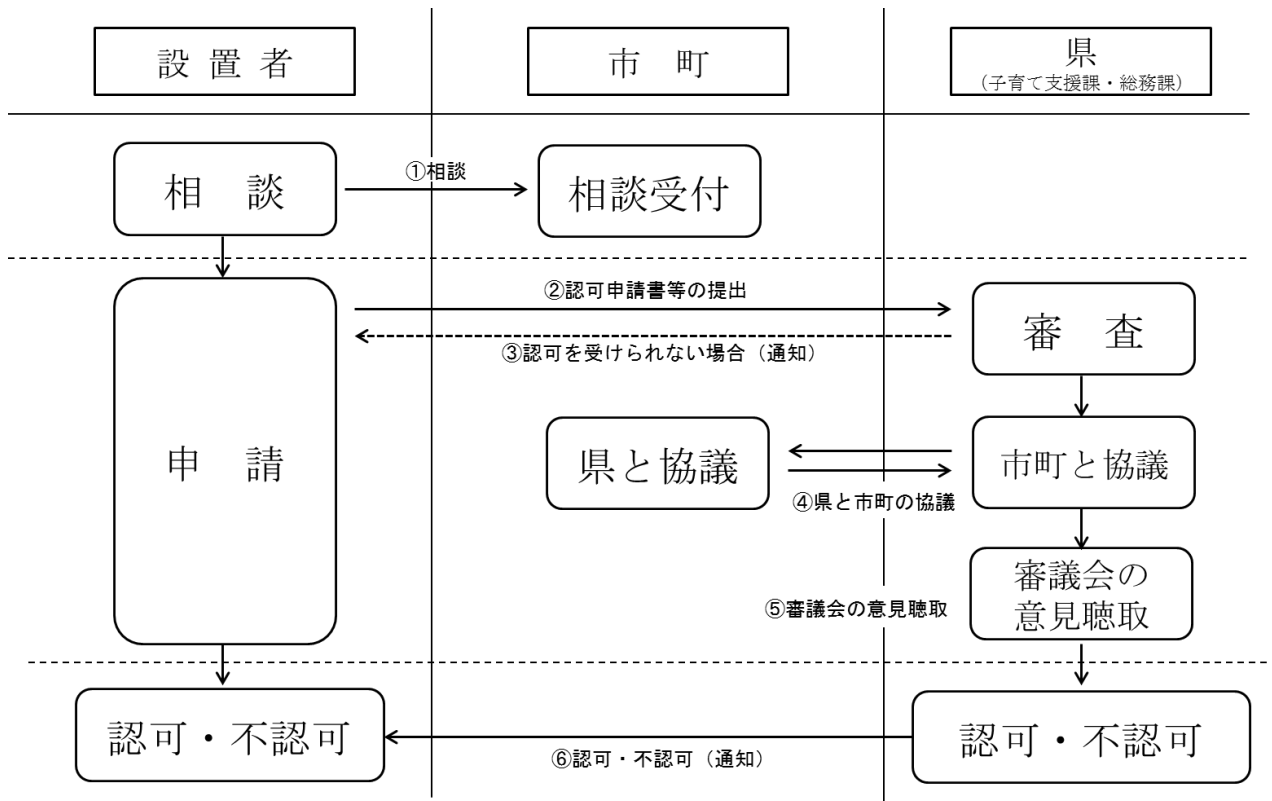 設置者
市 町
県
(子育て支援課・総務課)
相 談
①相談
相談受付
②認可申請書等の提出
③認可を受けられない場合（通知）
審 査
申 請
県と協議
④県と市町の協議
市町と協議
⑤審議会の意見聴取
審議会の
意見聴取
認可・不認可
⑥認可・不認可（通知）
認可・不認可